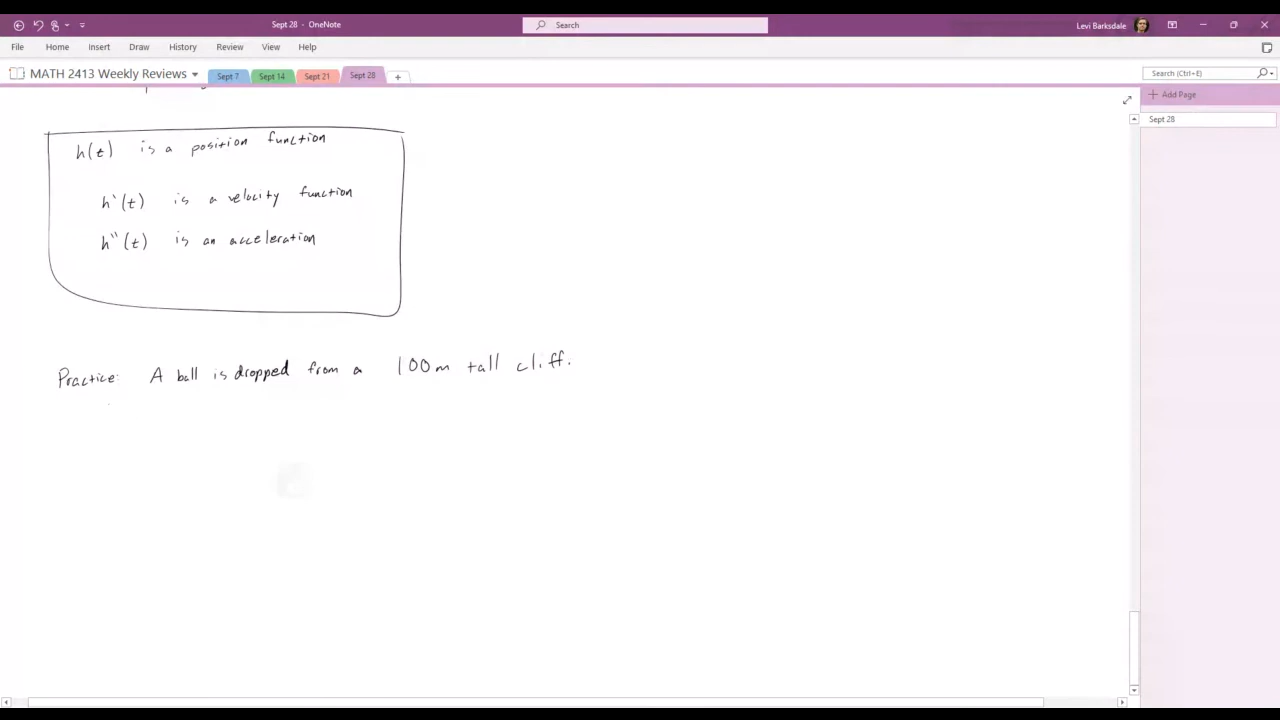 Sept 28 - OneNote
Search
Levi Barksdale
File Home Insert Draw History Review View Help
MATH 2413 Weekly Reviews
Sept 7 Sept 14 Sept 21 Sept 28 +
Search (Ctrl+E)
Add Page
Sept 28
h(t) is a position function
h'(t) is a velocity function
h''(t) is an acceleration
Practice: A ball is dropped from a 100m tall cliff.